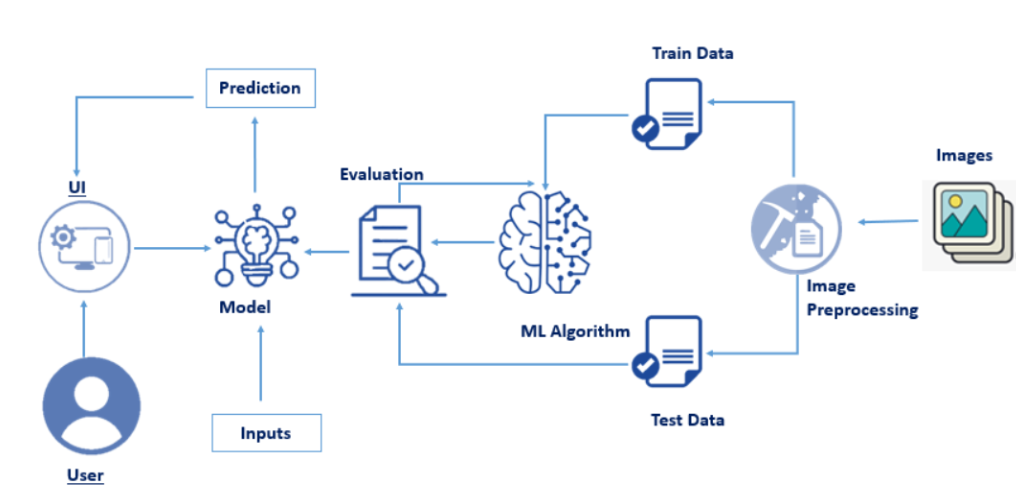 Train Data
Prediction
Images
Evaluation
UI
Image
Preprocessing
Model
ML Algorithm
Test Data
Inputs
User